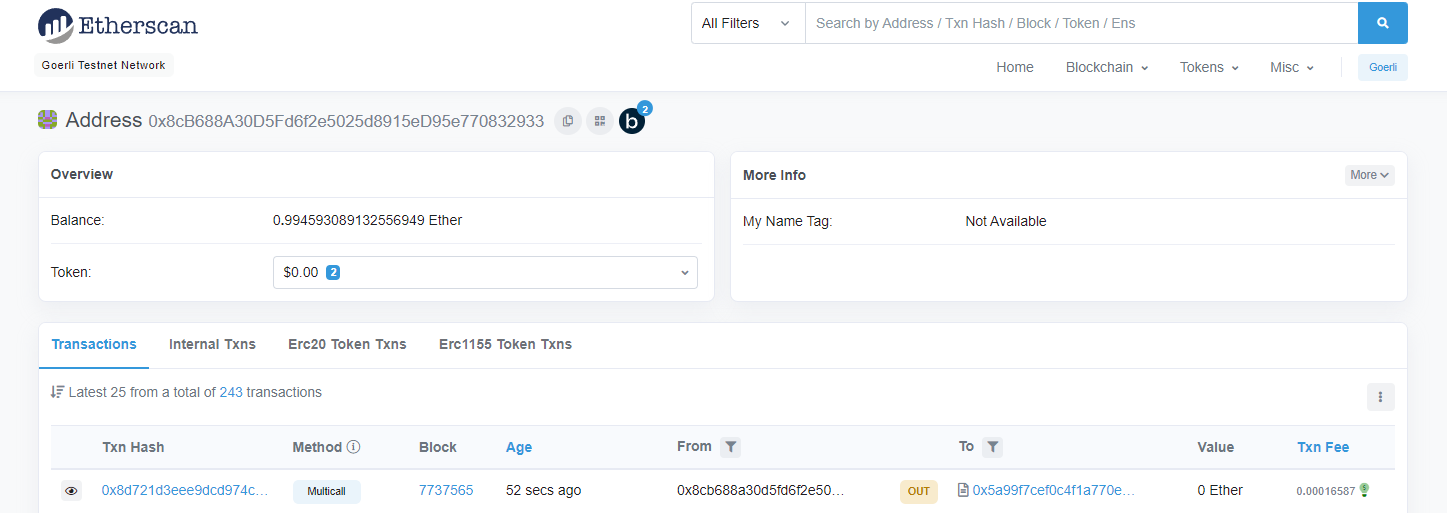 Etherscan
All Filters Search by Address / Txn Hash / Block / Token / Ens
Goerli Testnet Network
Home Blockchain Tokens Misc Goerli
Address 0x8cB688A30D5Fd6f2e5025d8915eD95e770832933 b 2
Overview
Balance: 0.994593089132556949 Ether
Token: $0.00 2
More Info More
My Name Tag: Not Available
Transactions Internal Txns Erc20 Token Txns Erc1155 Token Txns
Latest 25 from a total of 243 transactions
Txn Hash Method Block Age From To Value Txn Fee
0x8d721d3eee9dcd974c... Multicall 7737565 52 secs ago 0x8cb688a30d5fd6f2e50... OUT 0x5a99f7cef0c4f1a770e... 0 Ether 0.00016587